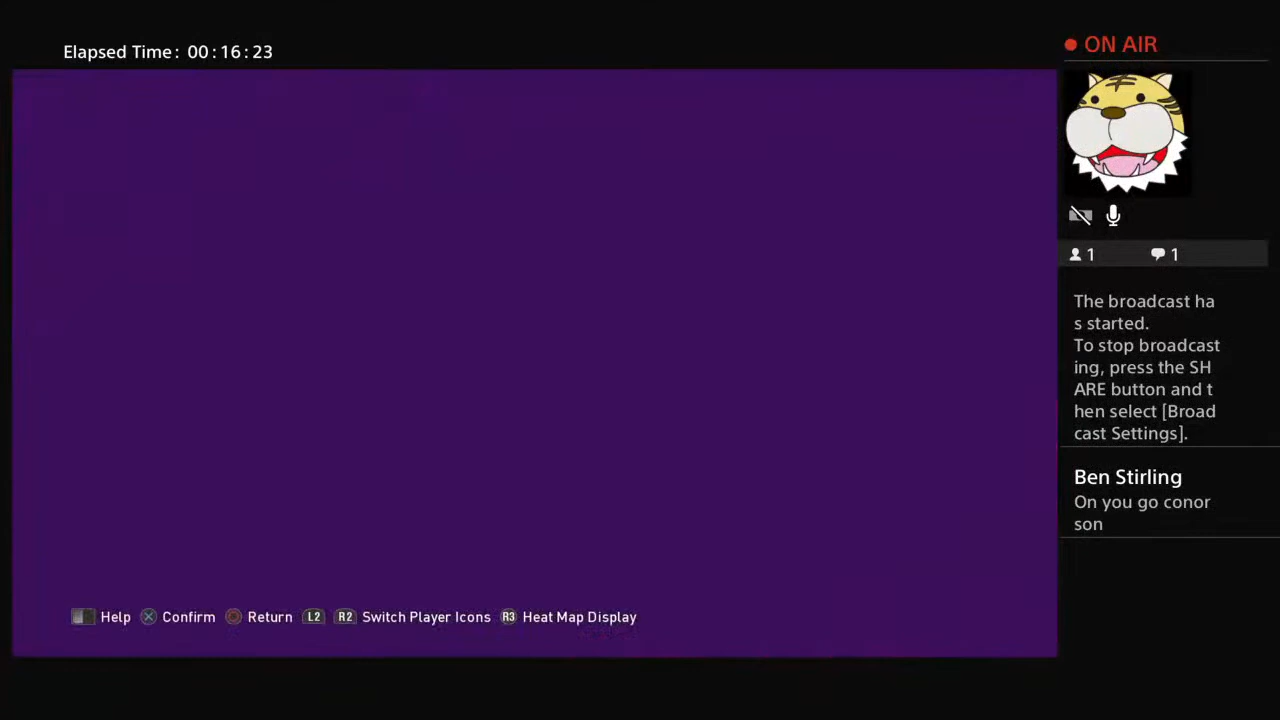 Elapsed Time: 00:16:23
ON AIR
1 1
The broadcast ha
s started.
To stop broadcast
ing, press the SH
ARE button and t
hen select [Broad
cast Settings].
Ben Stirling
On you go conor
son
Help Confirm Return L2 R2 Switch Player Icons R3 Heat Map Display